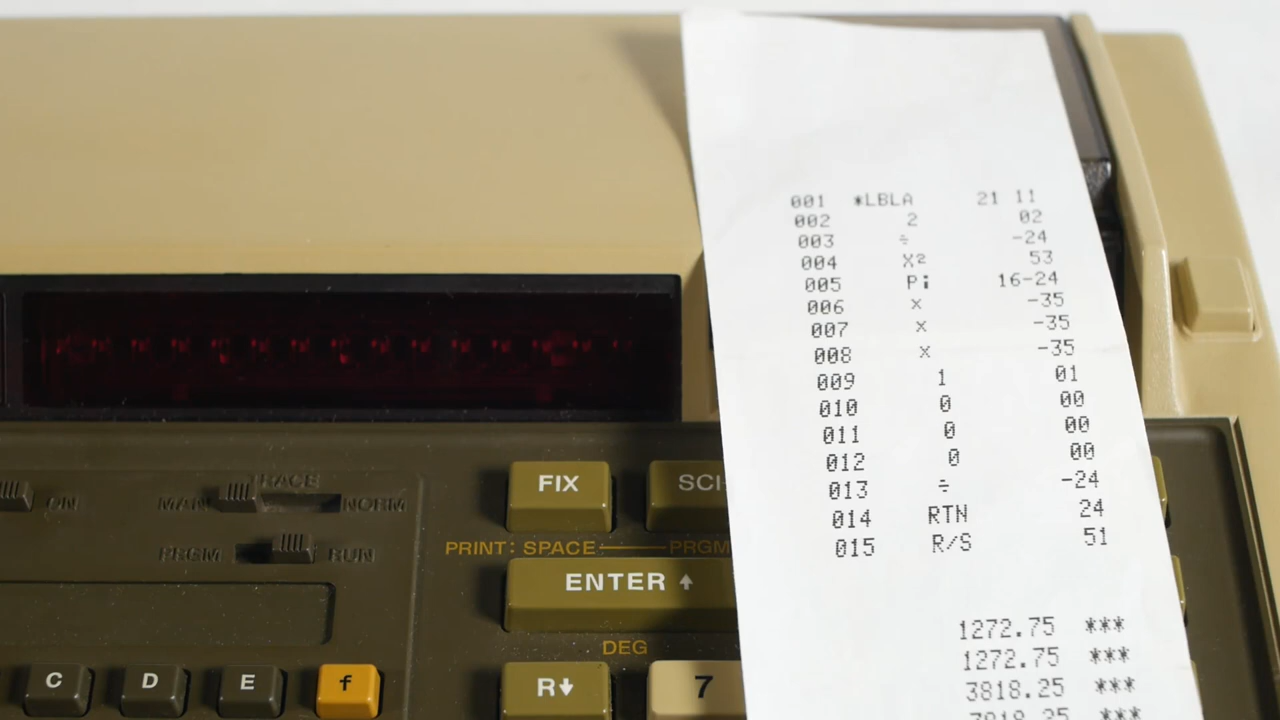 001 *LBLA 21 11
002 2 02
003 ÷ -24
004 X² 53
005 Pi 16-24
006 x -35
007 x -35
008 x -35
009 1 01
010 0 00
011 0 00
012 0 00
013 ÷ -24
014 RTN 24
015 R/S 51
1272.75 ***
1272.75 ***
3818.25 ***
ON
MAN TRACE NORM
PRGM RUN
FIX SCI
PRINT: SPACE PRGM
ENTER ↑
DEG
C D E f
R↓ 7